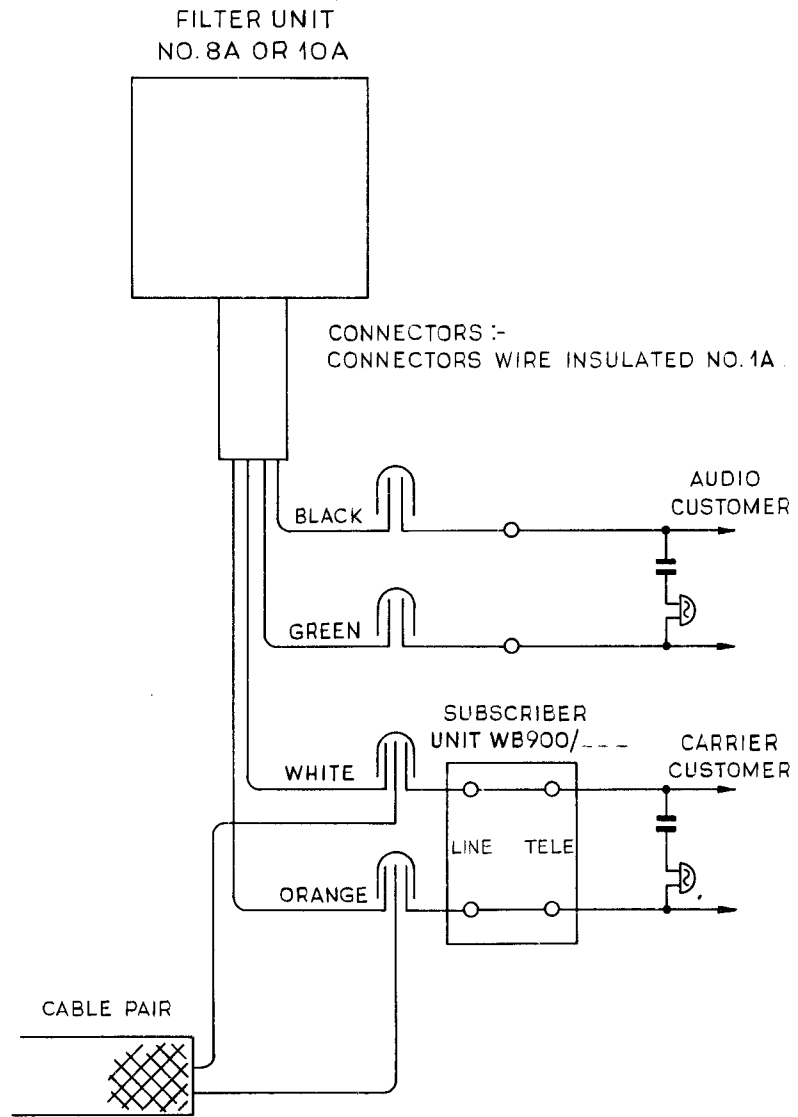 FILTER UNIT
NO. 8A OR 10A
CONNECTORS :-
CONNECTORS WIRE INSULATED NO. 1A.
BLACK
AUDIO
CUSTOMER
GREEN
SUBSCRIBER
UNIT WB900/___
WHITE
CARRIER
CUSTOMER
LINE TELE
ORANGE
CABLE PAIR